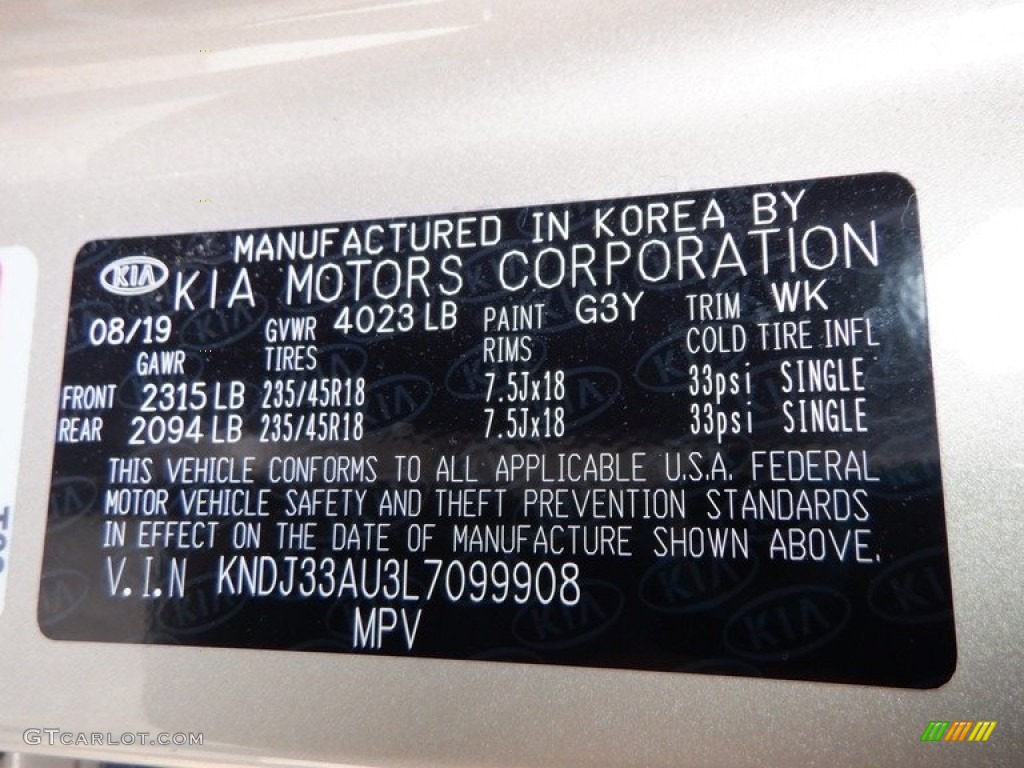 MANUFACTURED IN KOREA BY
KIA KIA MOTORS CORPORATION
08/19 GVWR 4023 LB PAINT G3Y TRIM WK
GAWR TIRES RIMS COLD TIRE INFL
FRONT 2315 LB 235/45R18 7.5Jx18 33psi SINGLE
REAR 2094 LB 235/45R18 7.5Jx18 33psi SINGLE
THIS VEHICLE CONFORMS TO ALL APPLICABLE U.S.A. FEDERAL
MOTOR VEHICLE SAFETY AND THEFT PREVENTION STANDARDS
IN EFFECT ON THE DATE OF MANUFACTURE SHOWN ABOVE.
V.I.N KNDJ33AU3L7099908
MPV
GTCARLOT.COM